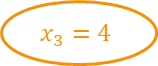 x₃ = 4